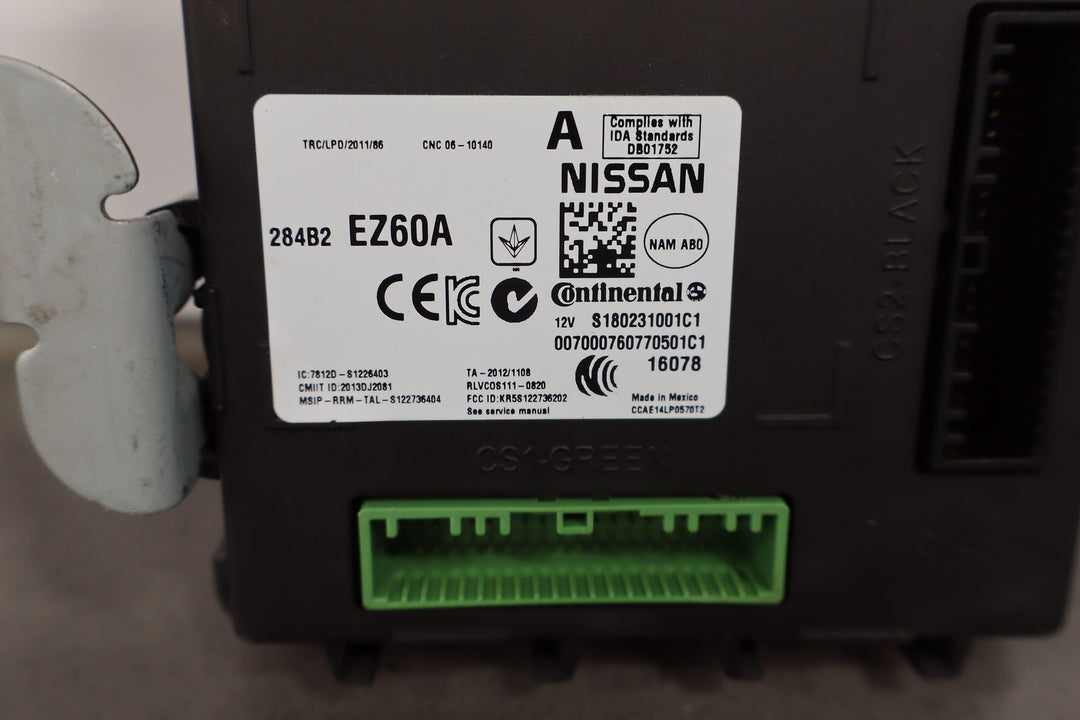 TRC/LPD/2011/86 CNC 06-10140
A
Complies with
IDA Standards
DB01752
NISSAN
284B2 EZ60A
NAM ABO
CE
Continental
12V S180231001C1
007000760770501C1
16078
IC:7812D-S1226403
CMIIT ID:2013DJ2081
MSIP-RRM-TAL-S122736404
TA-2012/1108
RLVCOS111-0820
FCC ID:KR5S122736202
See service manual
Made in Mexico
CCAE14LP0570T2
CS1-GREEN
CS2-BLACK